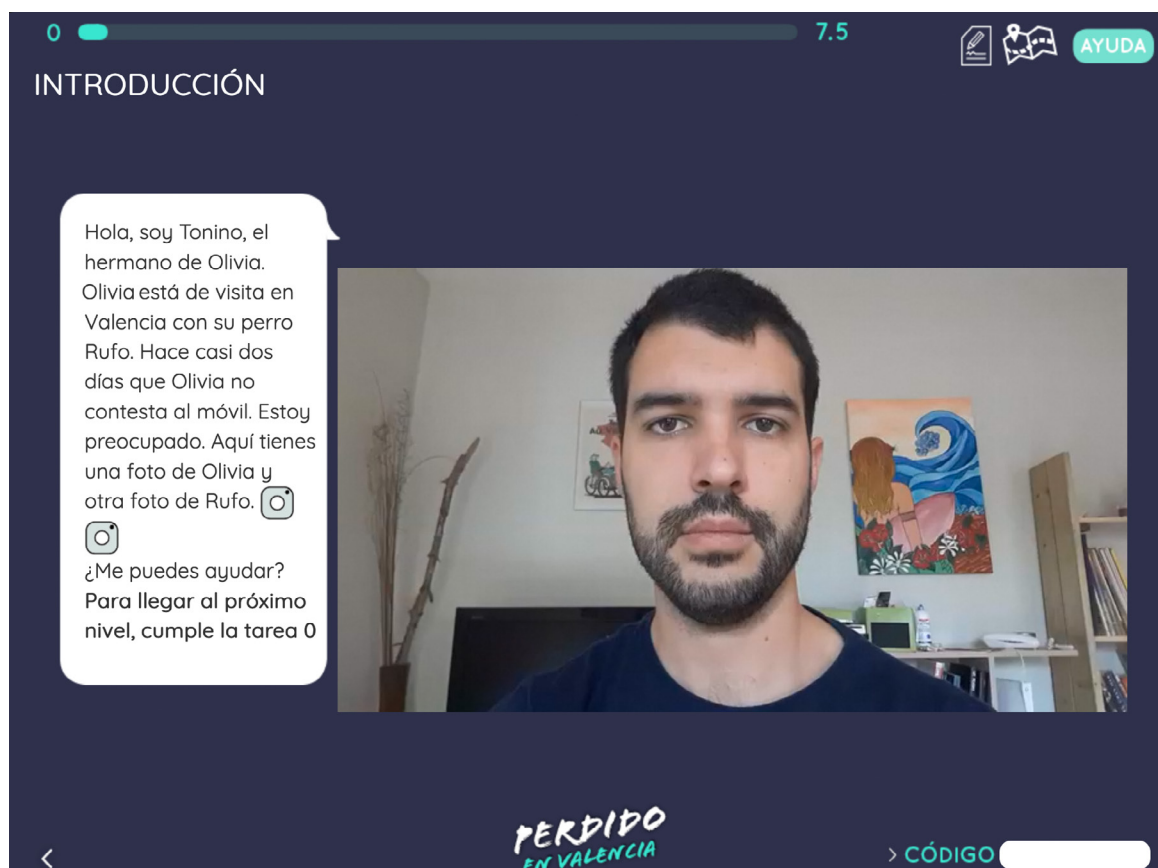 0
7.5
AYUDA
INTRODUCCIÓN
Hola, soy Tonino, el
hermano de Olivia.
Olivia está de visita en
Valencia con su perro
Rufo. Hace casi dos
días que Olivia no
contesta al móvil. Estoy
preocupado. Aquí tienes
una foto de Olivia y
otra foto de Rufo.
¿Me puedes ayudar?
Para llegar al próximo
nivel, cumple la tarea 0
PERDIDO
EN VALENCIA
> CÓDIGO